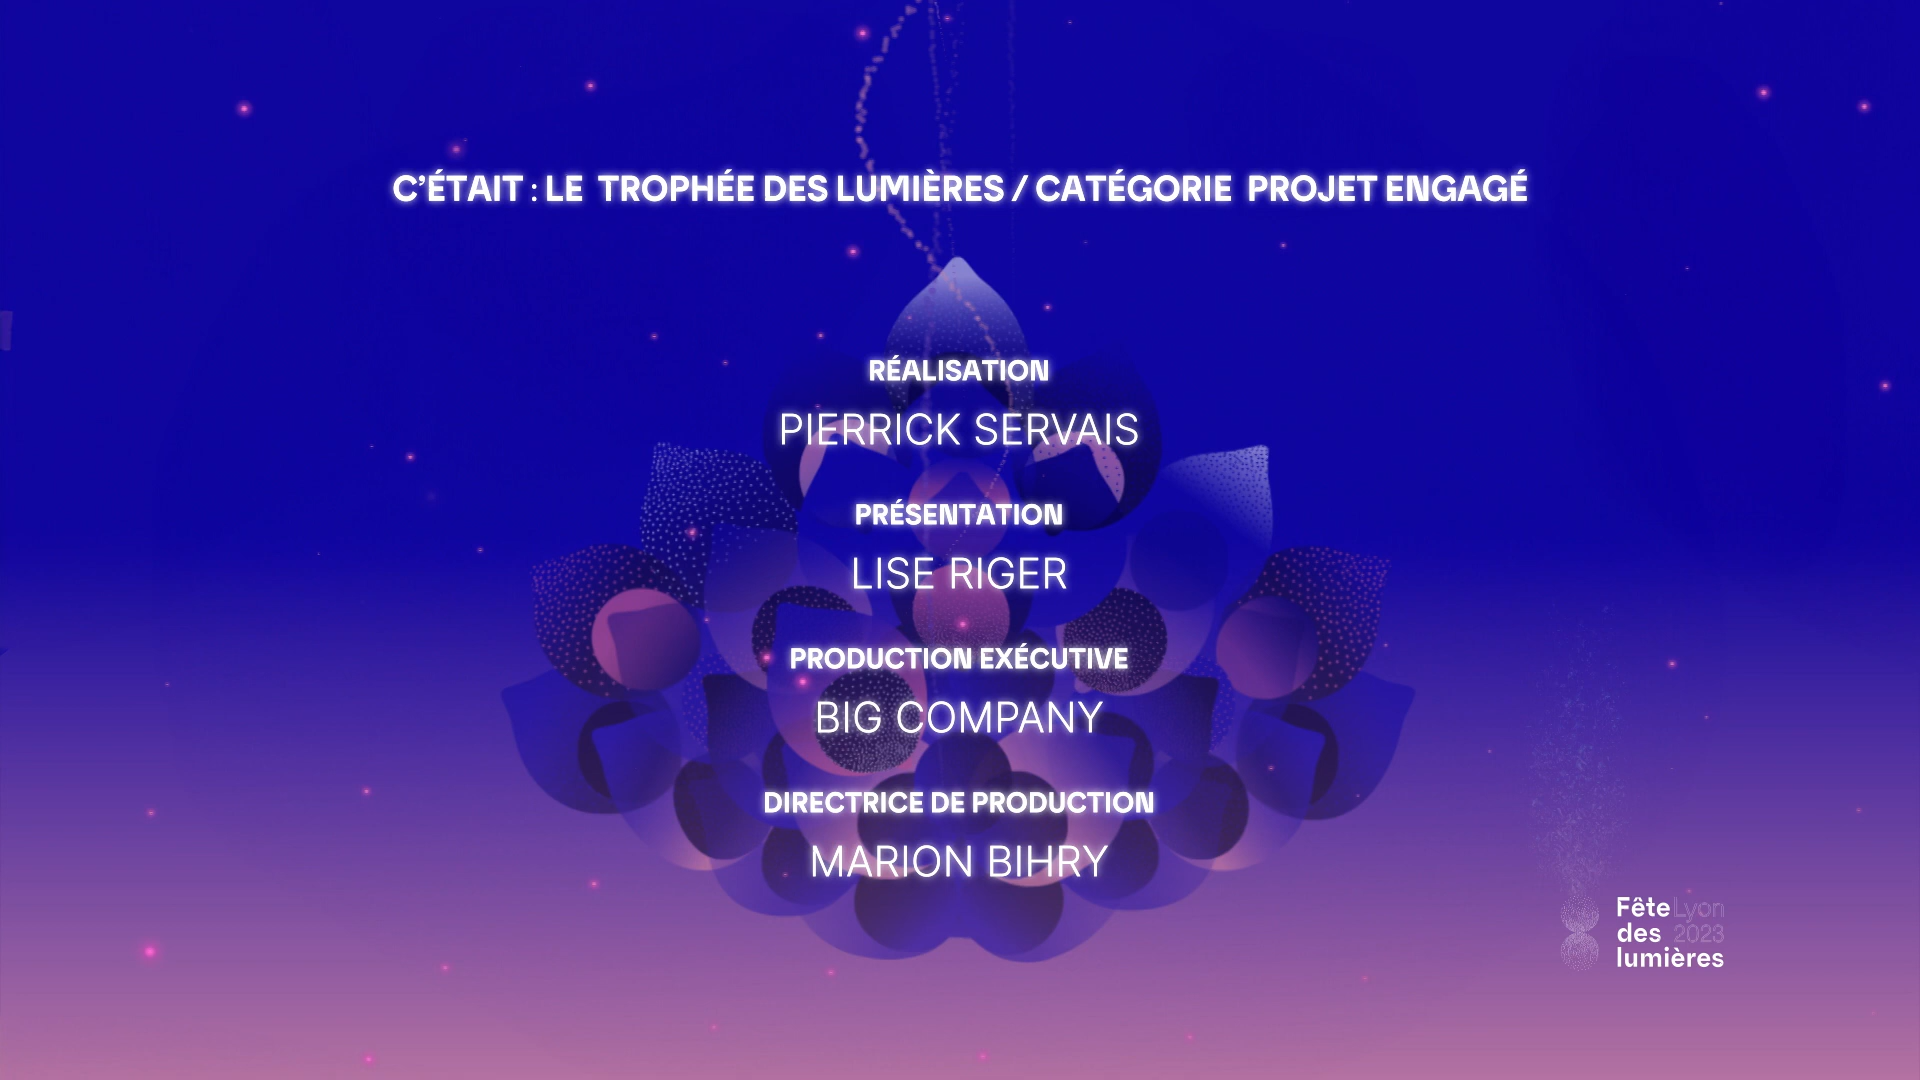 C’ÉTAIT : LE TROPHÉE DES LUMIÈRES / CATÉGORIE PROJET ENGAGÉ
RÉALISATION
PIERRICK SERVAIS
PRÉSENTATION
LISE RIGER
PRODUCTION EXÉCUTIVE
BIG COMPANY
DIRECTRICE DE PRODUCTION
MARION BIHRY
Fête Lyon
des 2023
lumières